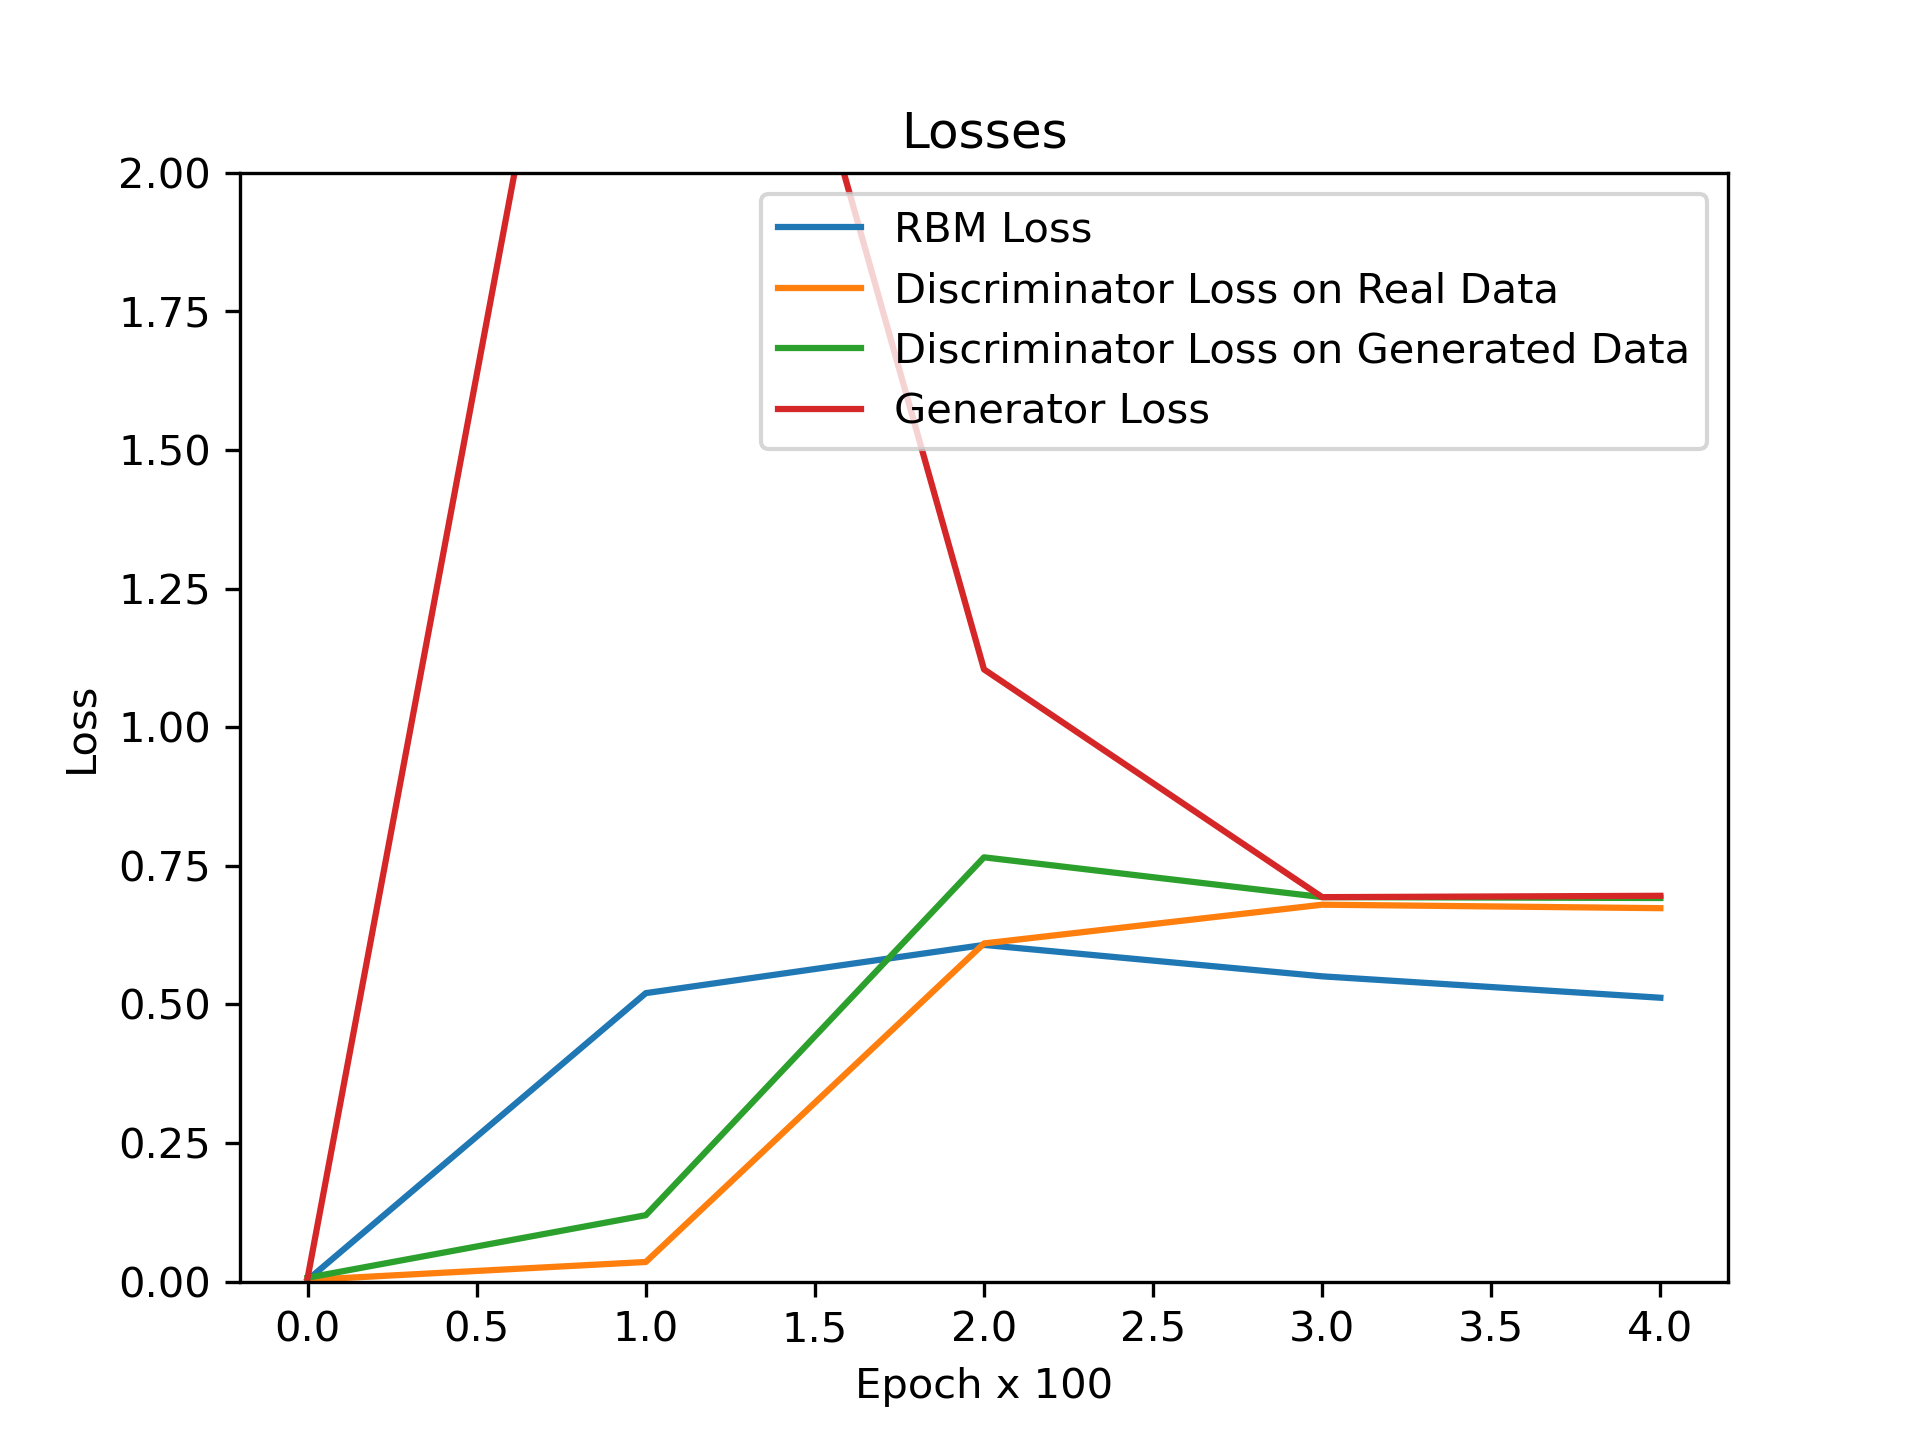 Losses
2.00
1.75
1.50
1.25
1.00
0.75
0.50
0.25
0.00
Loss
RBM Loss
Discriminator Loss on Real Data
Discriminator Loss on Generated Data
Generator Loss
0.0 0.5 1.0 1.5 2.0 2.5 3.0 3.5 4.0
Epoch x 100